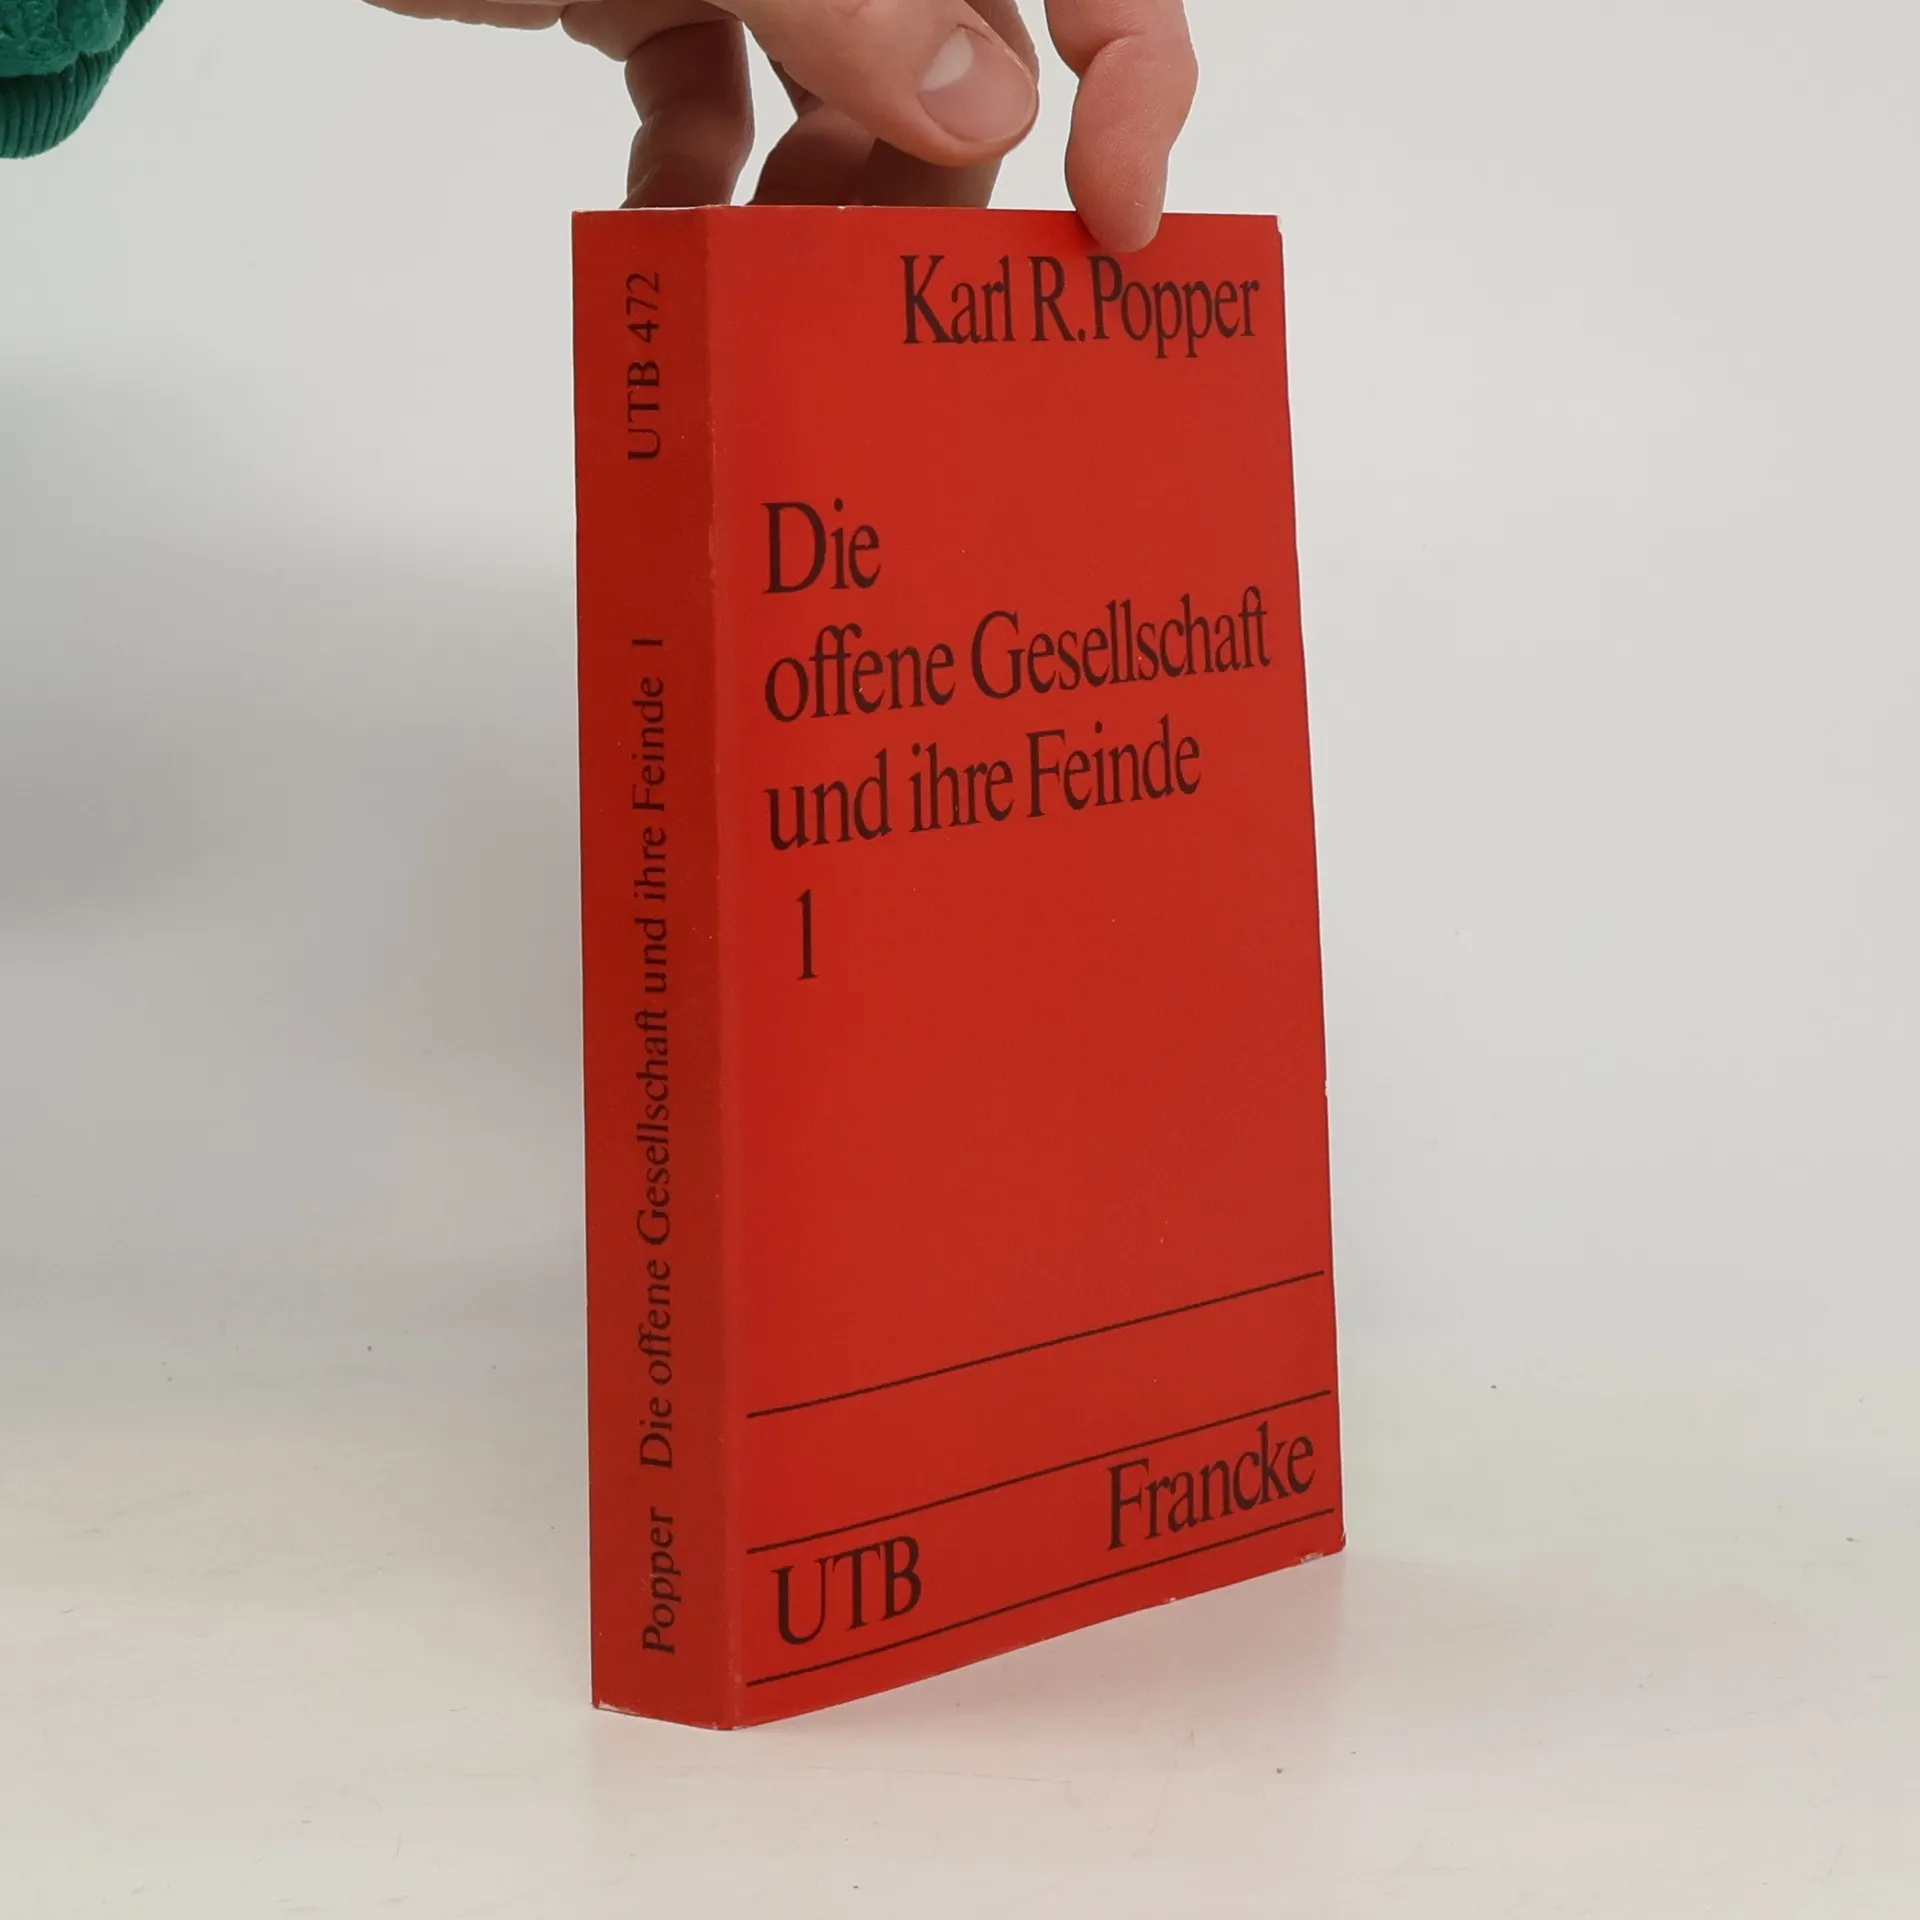 Karl R. Popper
Die
offene Gesellschaft
und ihre Feinde
1
UTB
Francke
Popper Die offene Gesellschaft und ihre Feinde 1 UTB 472